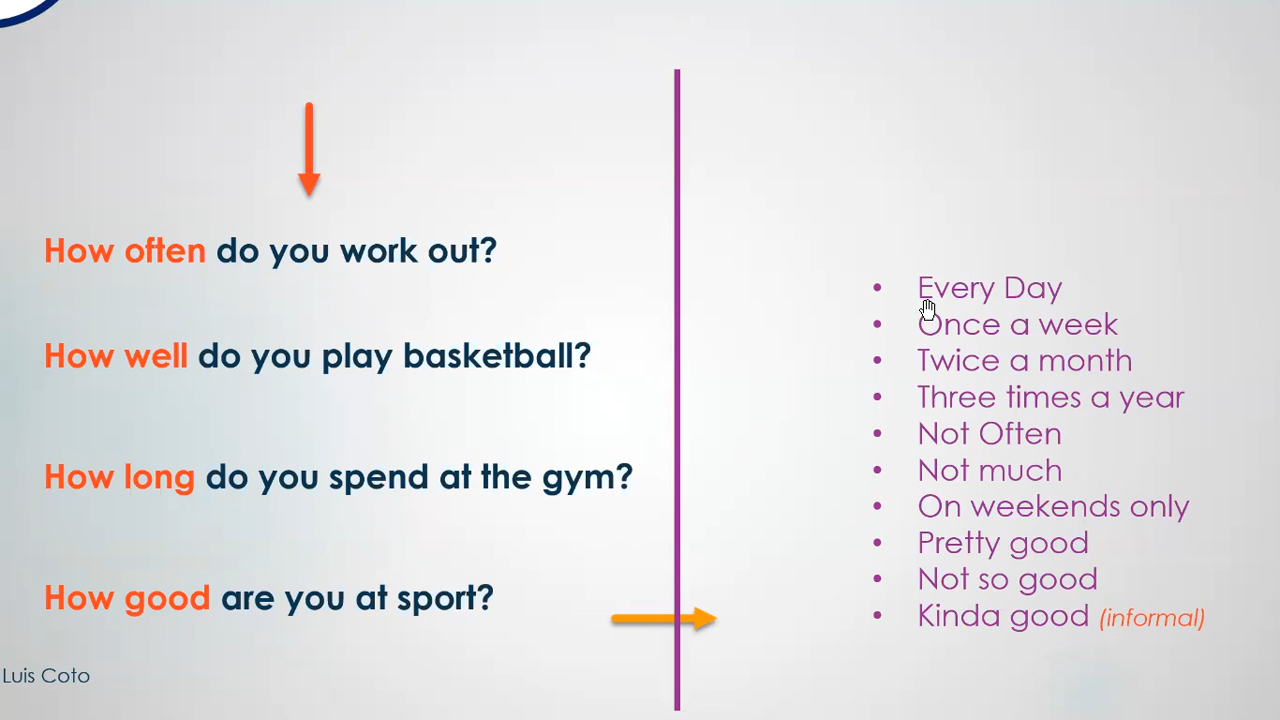 How often do you work out?
How well do you play basketball?
How long do you spend at the gym?
How good are you at sport?
Luis Coto
• Every Day
• Once a week
• Twice a month
• Three times a year
• Not Often
• Not much
• On weekends only
• Pretty good
• Not so good
• Kinda good (informal)